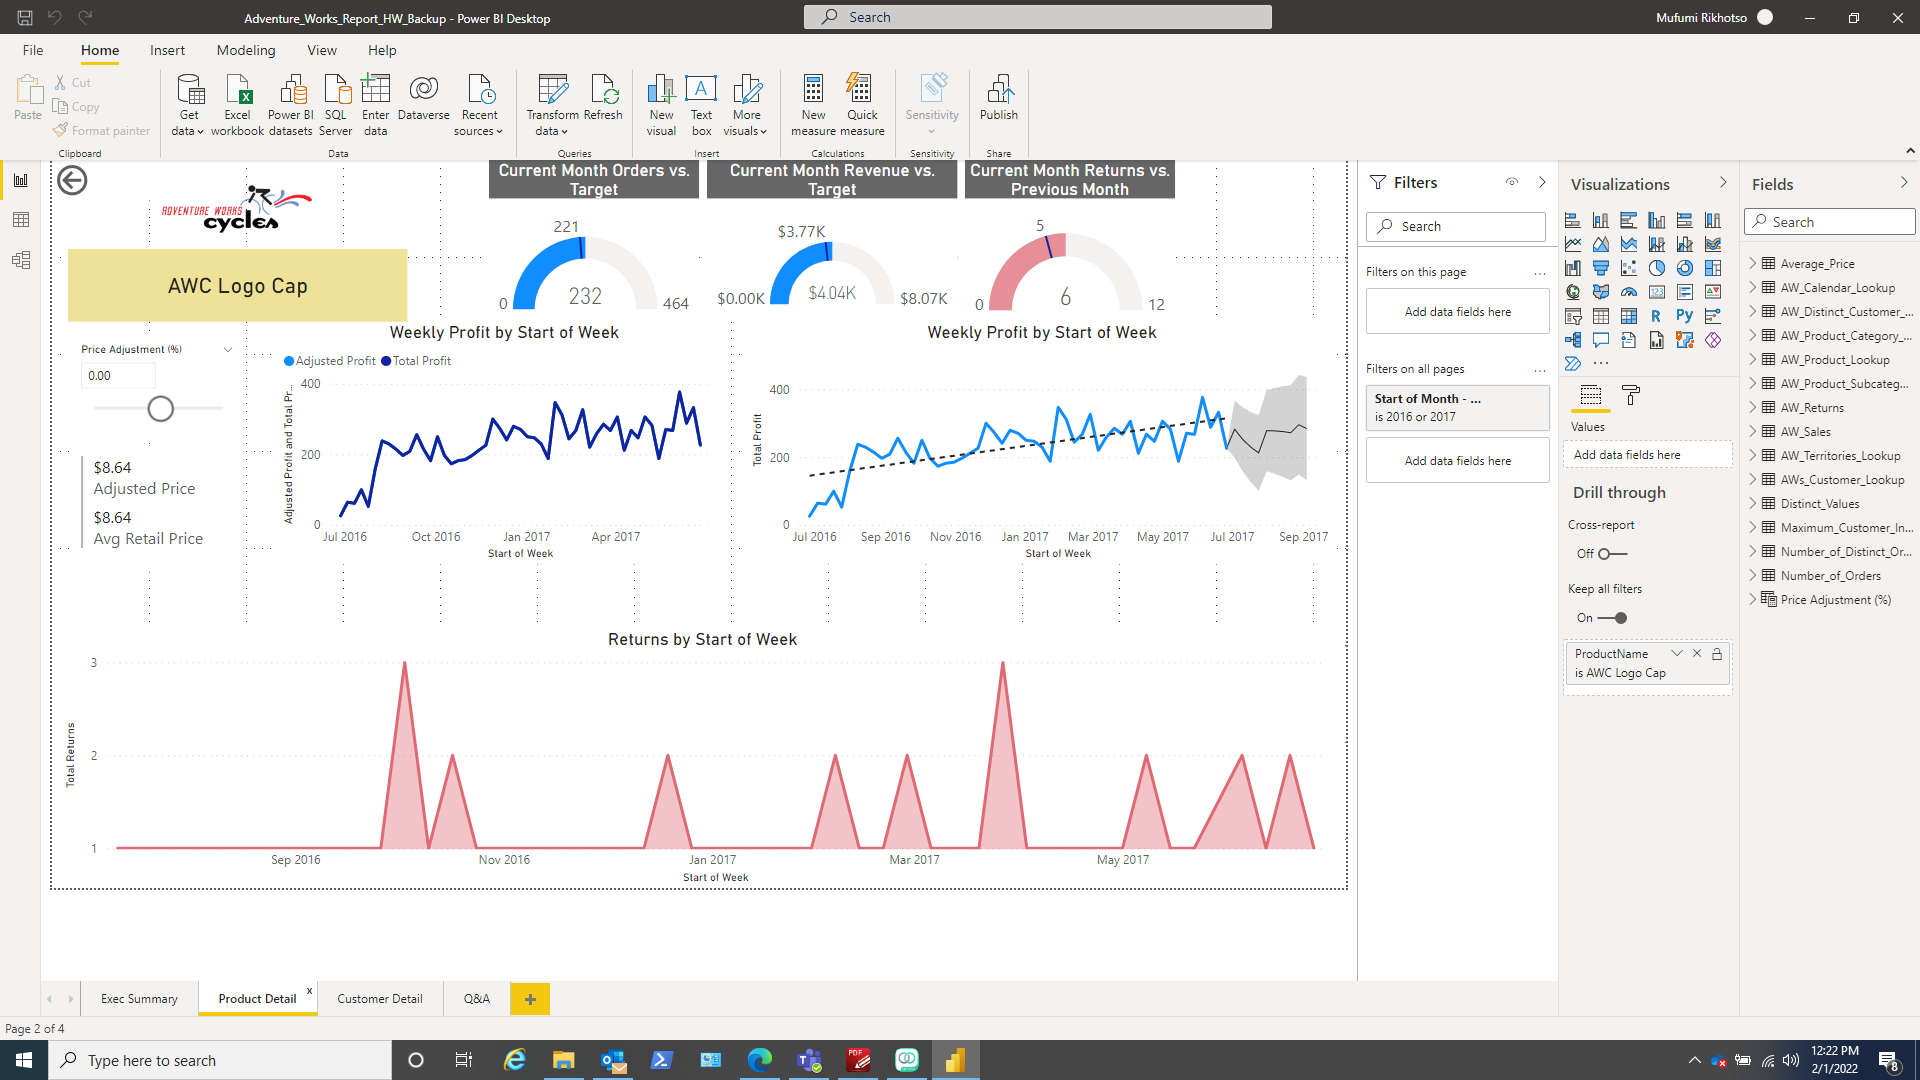 Adventure_Works_Report_HW_Backup - Power BI Desktop
Search
Mufumi Rikhotso
File
Home
Insert
Modeling
View
Help
Paste
Cut
Copy
Format painter
Clipboard
Get data
Excel workbook
Power BI datasets
SQL Server
Enter data
Dataverse
Recent sources
Data
Transform data
Refresh
Queries
New visual
Text box
More visuals
Insert
New measure
Quick measure
Calculations
Sensitivity
Sensitivity
Publish
Share
ADVENTURE WORKS
cycles
AWC Logo Cap
Current Month Orders vs.
Target
221
0
232
464
Current Month Revenue vs.
Target
$3.77K
$0.00K
$4.04K
$8.07K
Current Month Returns vs.
Previous Month
5
0
6
12
Price Adjustment (%)
0.00
$8.64
Adjusted Price
$8.64
Avg Retail Price
Weekly Profit by Start of Week
Adjusted Profit
Total Profit
Adjusted Profit and Total Pr...
400
200
0
Jul 2016
Oct 2016
Jan 2017
Apr 2017
Start of Week
Weekly Profit by Start of Week
Total Profit
400
200
0
Jul 2016
Sep 2016
Nov 2016
Jan 2017
Mar 2017
May 2017
Jul 2017
Sep 2017
Start of Week
Returns by Start of Week
Total Returns
3
2
1
Sep 2016
Nov 2016
Jan 2017
Mar 2017
May 2017
Start of Week
Filters
Search
Filters on this page
...
Add data fields here
Filters on all pages
...
Start of Month - ...
is 2016 or 2017
Add data fields here
Visualizations
123
R
Py
...
Values
Add data fields here
Drill through
Cross-report
Off
Keep all filters
On
ProductName
is AWC Logo Cap
Fields
Search
Average_Price
AW_Calendar_Lookup
AW_Distinct_Customer_...
AW_Product_Category_...
AW_Product_Lookup
AW_Product_Subcateg...
AW_Returns
AW_Sales
AW_Territories_Lookup
AWs_Customer_Lookup
Distinct_Values
Maximum_Customer_In...
Number_of_Distinct_Or...
Number_of_Orders
Price Adjustment (%)
Exec Summary
Product Detail
x
Customer Detail
Q&A
+
Page 2 of 4
Type here to search
PDF
12:22 PM
2/1/2022
8